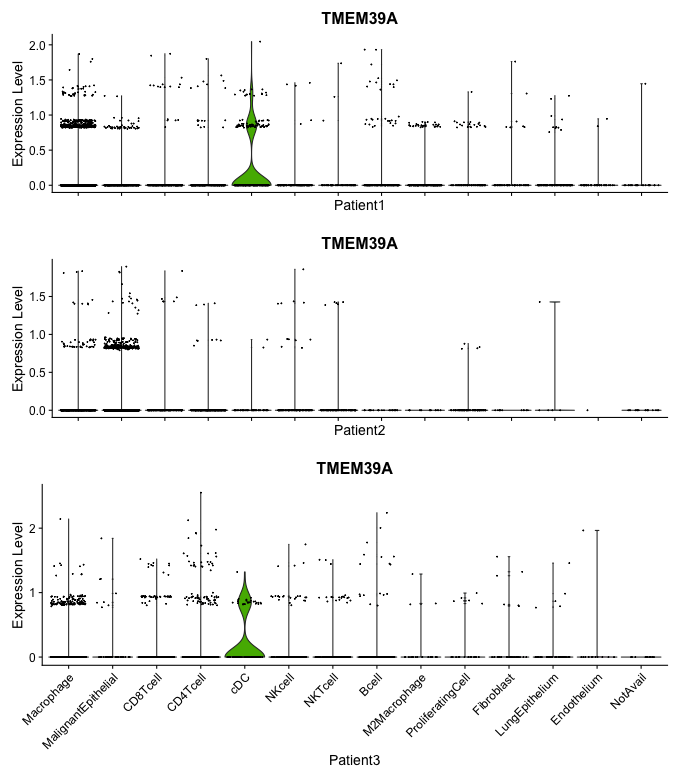 TMEM39A
Expression Level
2.0
1.5
1.0
0.5
0.0
Patient1
TMEM39A
Expression Level
1.5
1.0
0.5
0.0
Patient2
TMEM39A
Expression Level
2
1
0
Macrophage
MalignantEpithelial
CD8Tcell
CD4Tcell
cDC
NKcell
NKTcell
Bcell
M2Macrophage
ProliferatingCell
Fibroblast
LungEpithelium
Endothelium
NotAvail
Patient3